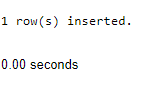 1 row(s) inserted.
0.00 seconds